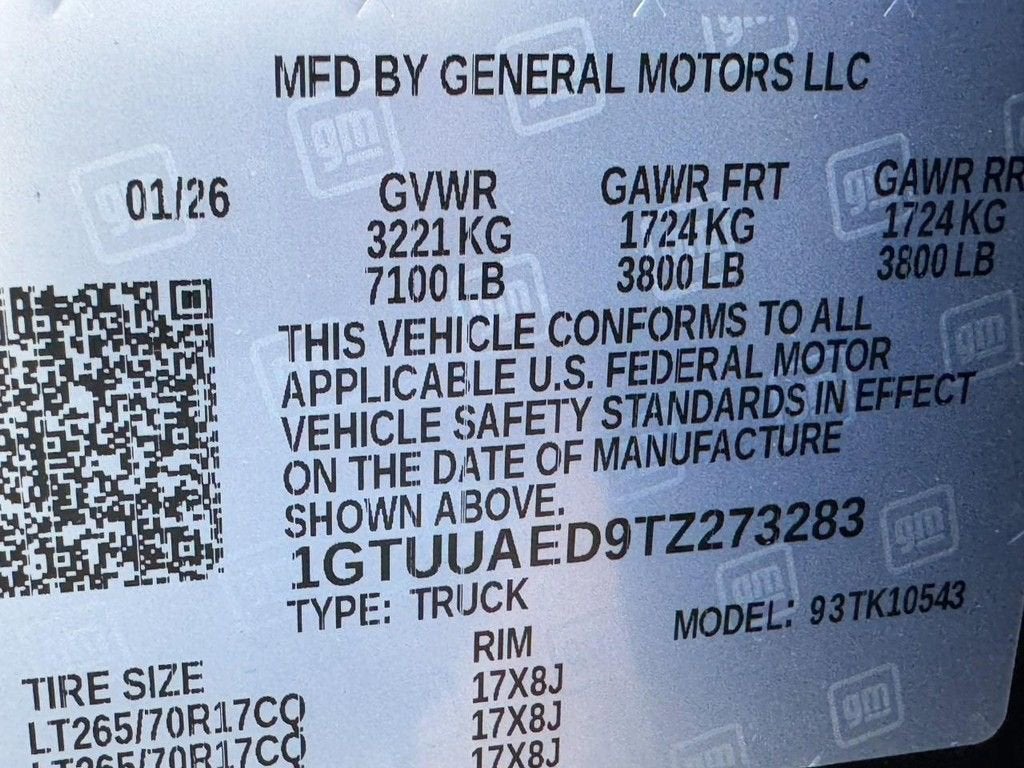 MFD BY GENERAL MOTORS LLC
01/26 GVWR GAWR FRT GAWR RR
3221 KG 1724 KG 1724 KG
7100 LB 3800 LB 3800 LB
THIS VEHICLE CONFORMS TO ALL
APPLICABLE U.S. FEDERAL MOTOR
VEHICLE SAFETY STANDARDS IN EFFECT
ON THE DATE OF MANUFACTURE
SHOWN ABOVE.
1GTUUAED9TZ273283
TYPE: TRUCK MODEL: 93TK10543
TIRE SIZE RIM
LT265/70R17CQ 17X8J
LT265/70R17CQ 17X8J
17X8J